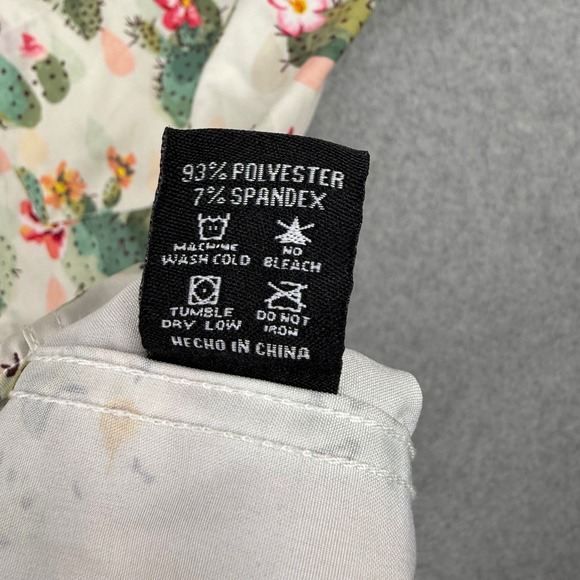 93% POLYESTER
7% SPANDEX
MACHINE
WASH COLD
NO
BLEACH
TUMBLE
DRY LOW
DO NOT
IRON
HECHO IN CHINA